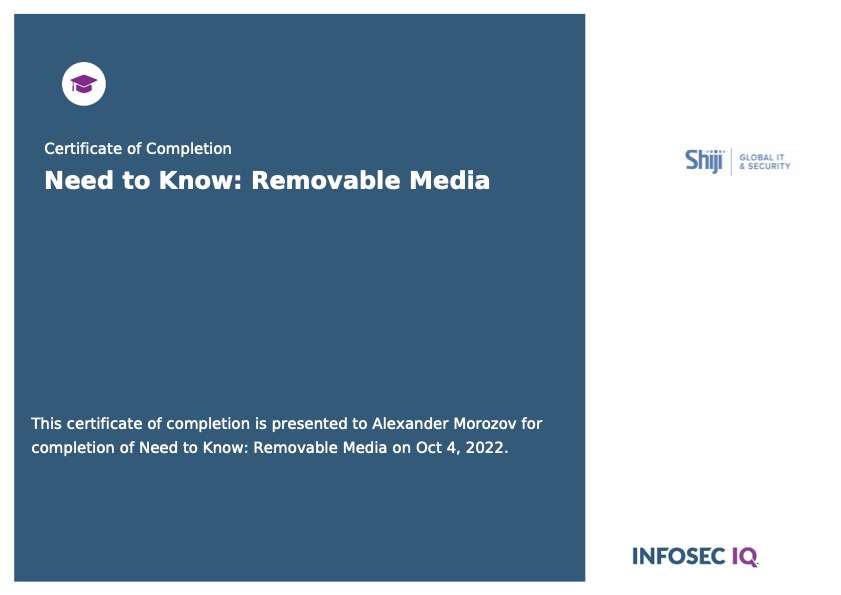 Certificate of Completion
Need to Know: Removable Media
Shiji
GLOBAL IT
& SECURITY
This certificate of completion is presented to Alexander Morozov for
completion of Need to Know: Removable Media on Oct 4, 2022.
INFOSEC IQ